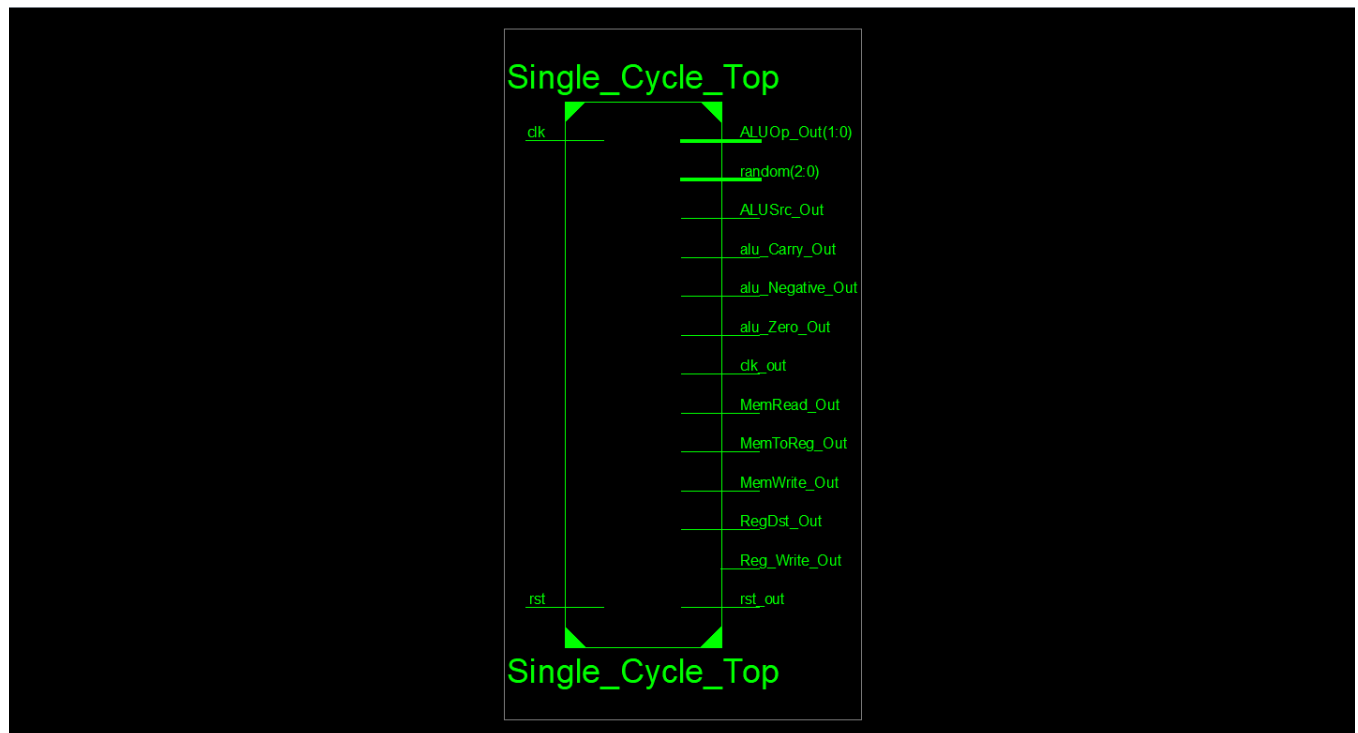 Single_Cycle_Top
clk
ALUOp_Out(1:0)
random(2:0)
ALUSrc_Out
alu_Carry_Out
alu_Negative_Out
alu_Zero_Out
clk_out
MemRead_Out
MemToReg_Out
MemWrite_Out
RegDst_Out
Reg_Write_Out
rst
rst_out
Single_Cycle_Top